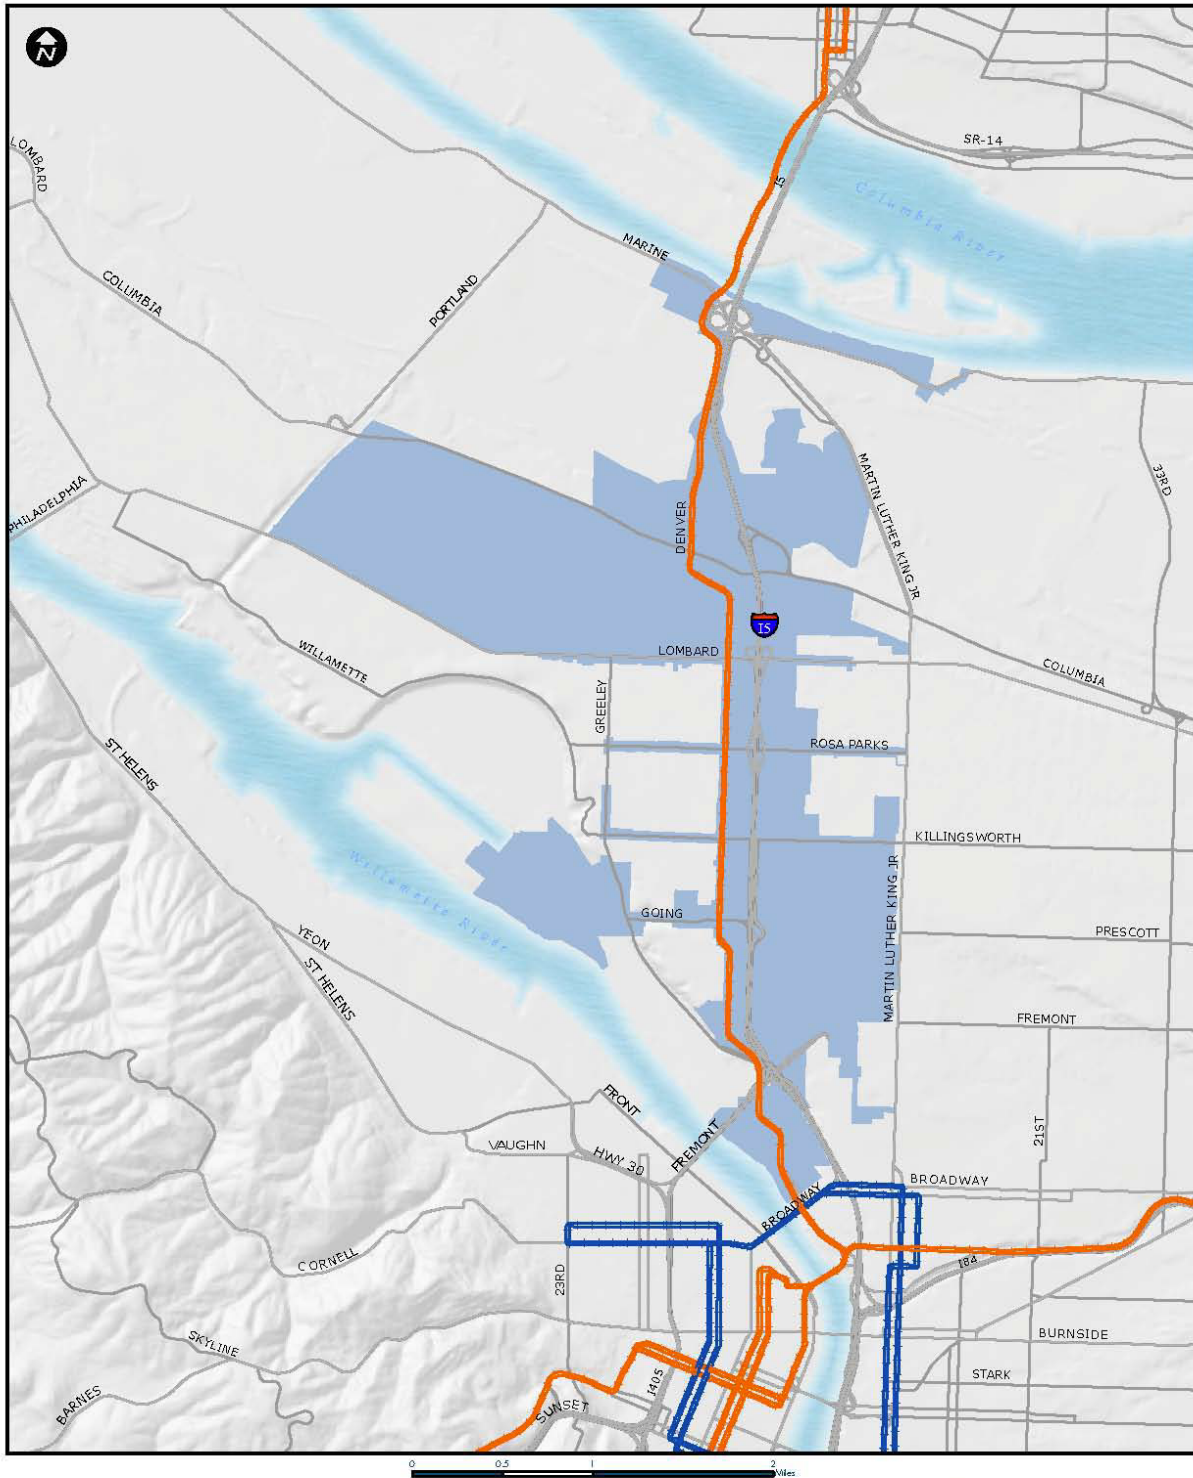 N
SR-14
LOMBARD
I5
Columbia River
MARINE
COLUMBIA
PORTLAND
MARTIN LUTHER KING JR
33RD
PHILADELPHIA
DENVER
I5
LOMBARD
WILLAMETTE
COLUMBIA
GREELEY
ROSA PARKS
ST HELENS
KILLINGSWORTH
Willamette River
MARTIN LUTHER KING JR
GOING
YEON
PRESCOTT
ST HELENS
FREMONT
FRONT
FREMONT
21ST
VAUGHN
HWY 30
BROADWAY
BROADWAY
CORNELL
I84
23RD
SKYLINE
BURNSIDE
I405
STARK
BARNES
SUNSET
0 0.5 1 2
Miles